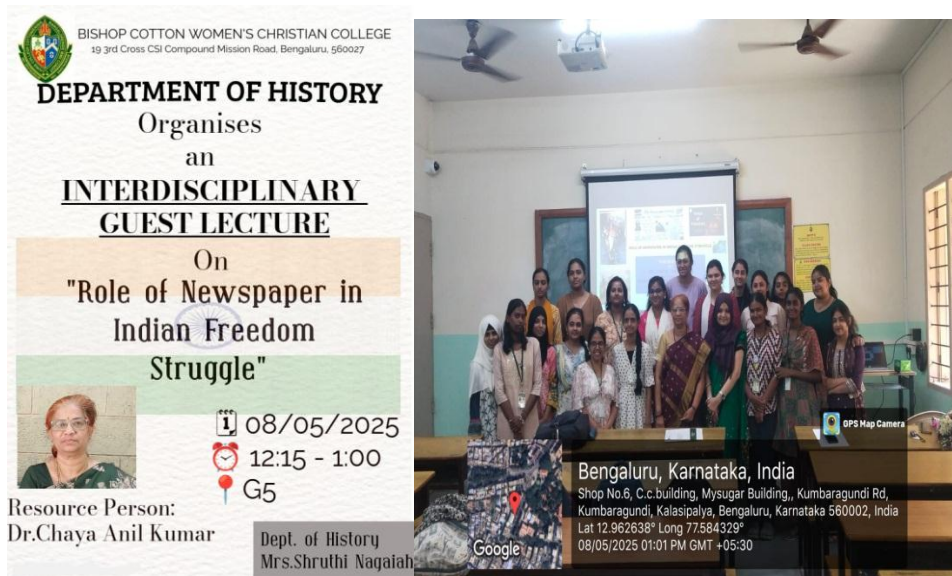 BISHOP COTTON WOMEN'S CHRISTIAN COLLEGE
19 3rd Cross CSI Compound Mission Road, Bengaluru, 560027
DEPARTMENT OF HISTORY
Organises
an
INTERDISCIPLINARY
GUEST LECTURE
On
"Role of Newspaper in
Indian Freedom
Struggle"
08/05/2025
12:15 - 1:00
G5
Resource Person:
Dr.Chaya Anil Kumar
Dept. of History
Mrs.Shruthi Nagaiah
GPS Map Camera
Google
Bengaluru, Karnataka, India
Shop No.6, C.c.building, Mysugar Building,, Kumbaragundi Rd,
Kumbaragundi, Kalasipalya, Bengaluru, Karnataka 560002, India
Lat 12.962638° Long 77.584329°
08/05/2025 01:01 PM GMT +05:30